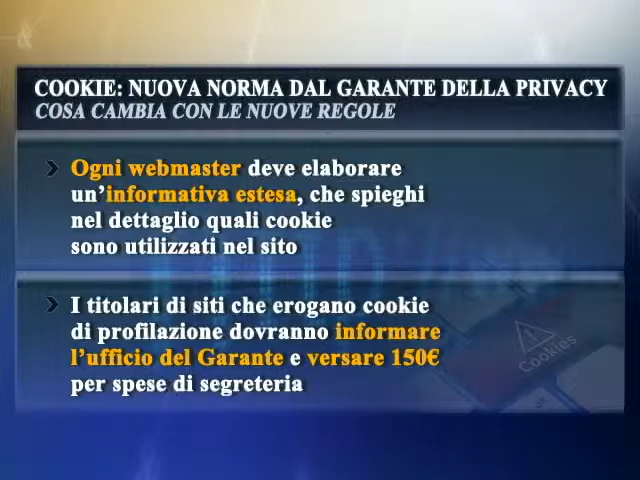 COOKIE: NUOVA NORMA DAL GARANTE DELLA PRIVACY
COSA CAMBIA CON LE NUOVE REGOLE
Ogni webmaster deve elaborare
un'informativa estesa, che spieghi
nel dettaglio quali cookie
sono utilizzati nel sito
I titolari di siti che erogano cookie
di profilazione dovranno informare
l'ufficio del Garante e versare 150€
per spese di segreteria
Cookies